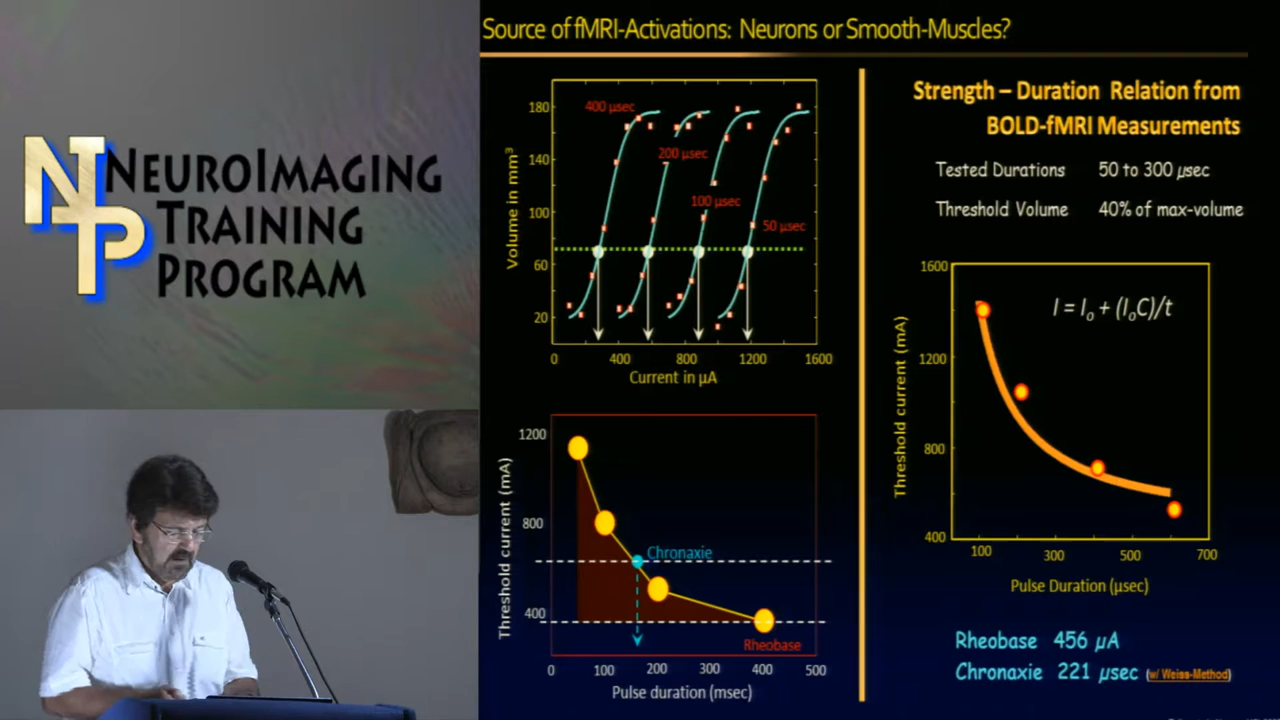 NEUROIMAGING
TRAINING
PROGRAM
NTP
Source of fMRI-Activations: Neurons or Smooth-Muscles?
180
140
100
60
20
Volume in mm³
400 µsec
200 µsec
100 µsec
50 µsec
0 400 800 1200 1600
Current in µA
1200
800
400
Threshold current (mA)
Chronaxie
Rheobase
0 100 200 300 400 500
Pulse duration (msec)
Strength – Duration Relation from
BOLD-fMRI Measurements
Tested Durations 50 to 300 µsec
Threshold Volume 40% of max-volume
1600
1200
800
400
Threshold current (mA)
I = Iₒ + (IₒC)/t
100 300 500 700
Pulse Duration (µsec)
Rheobase 456 µA
Chronaxie 221 µsec (w/ Weiss-Method)